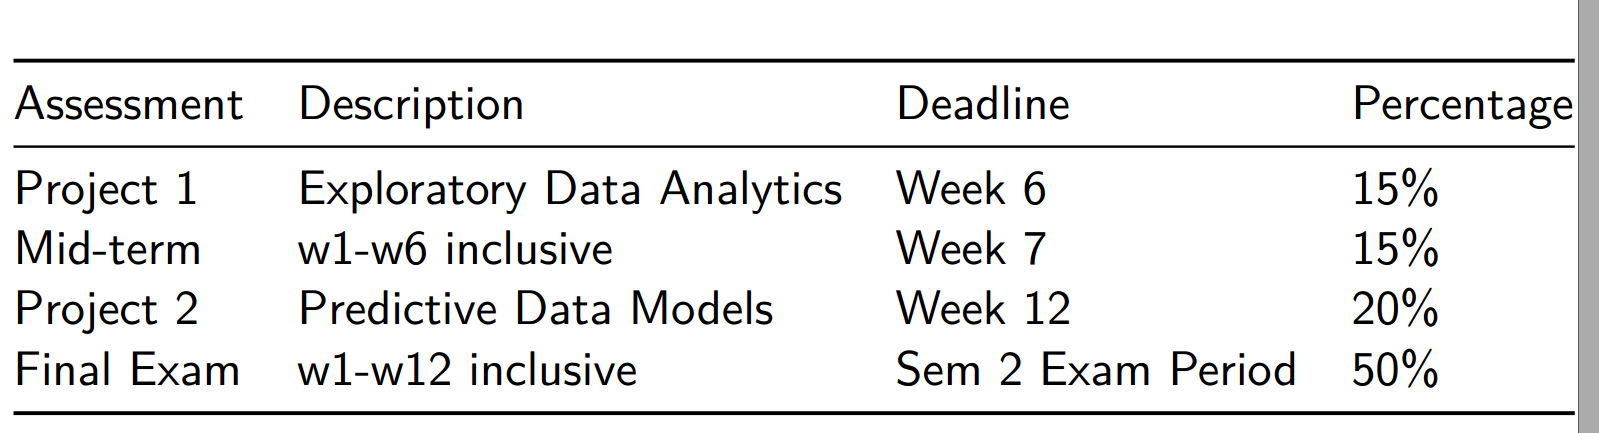 Assessment Description Deadline Percentage
Project 1 Exploratory Data Analytics Week 6 15%
Mid-term w1-w6 inclusive Week 7 15%
Project 2 Predictive Data Models Week 12 20%
Final Exam w1-w12 inclusive Sem 2 Exam Period 50%